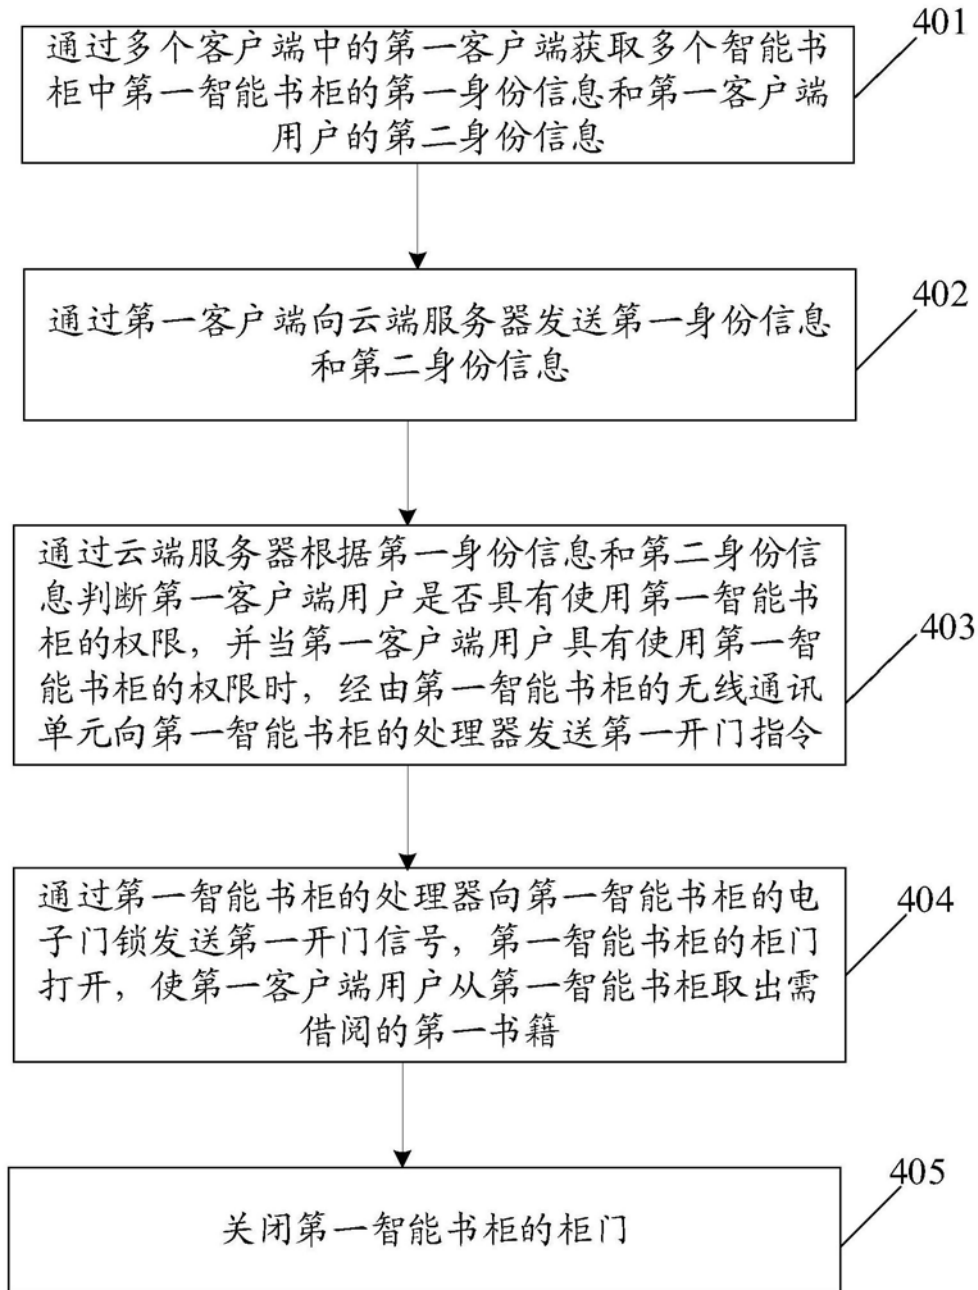 通过多个客户端中的第一客户端获取多个智能书
柜中第一智能书柜的第一身份信息和第一客户端
用户的第二身份信息
401
通过第一客户端向云端服务器发送第一身份信息
和第二身份信息
402
通过云端服务器根据第一身份信息和第二身份信
息判断第一客户端用户是否具有使用第一智能书
柜的权限，并当第一客户端用户具有使用第一智
能书柜的权限时，经由第一智能书柜的无线通讯
单元向第一智能书柜的处理器发送第一开门指令
403
通过第一智能书柜的处理器向第一智能书柜的电
子门锁发送第一开门信号，第一智能书柜的柜门
打开，使第一客户端用户从第一智能书柜取出需
借阅的第一书籍
404
关闭第一智能书柜的柜门
405